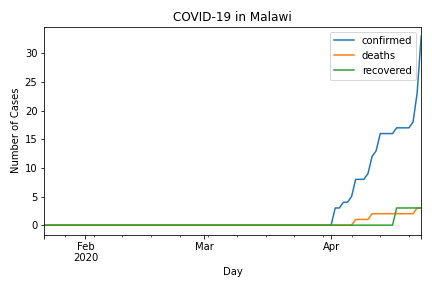 COVID-19 in Malawi
confirmed
deaths
recovered
30
25
20
15
10
5
0
Number of Cases
Feb
2020
Mar
Apr
Day